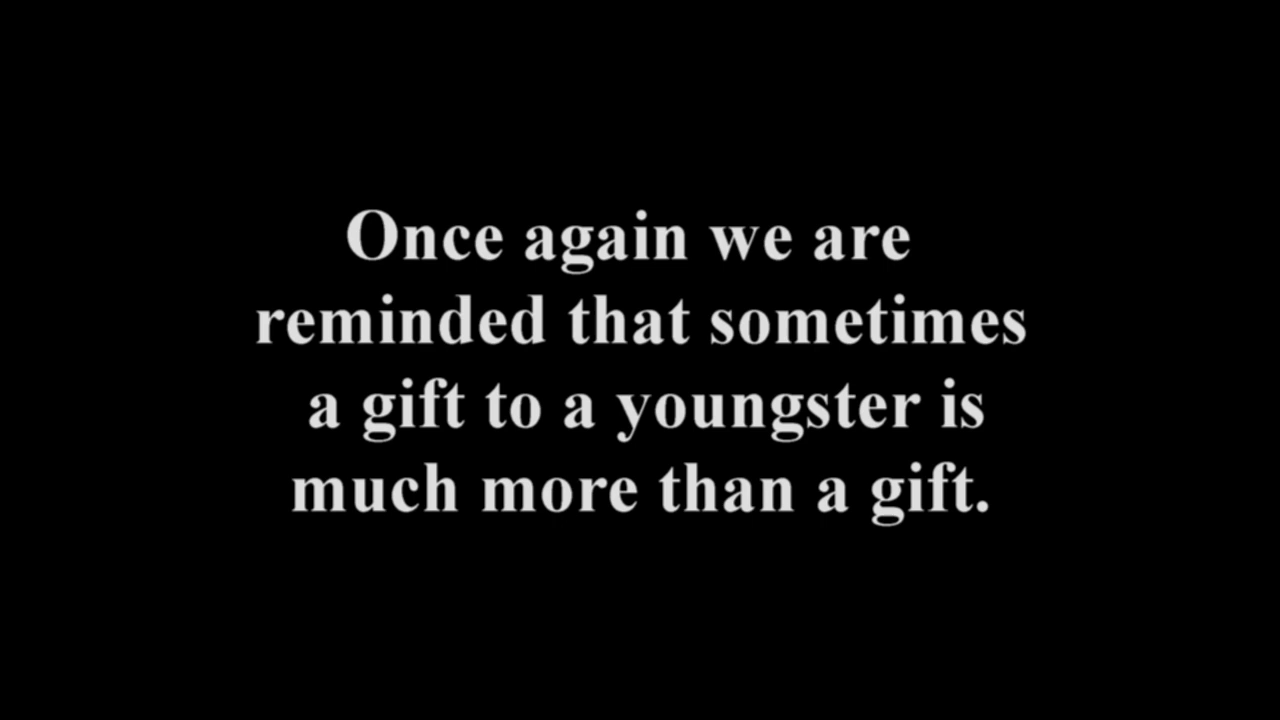 Once again we are
reminded that sometimes
a gift to a youngster is
much more than a gift.